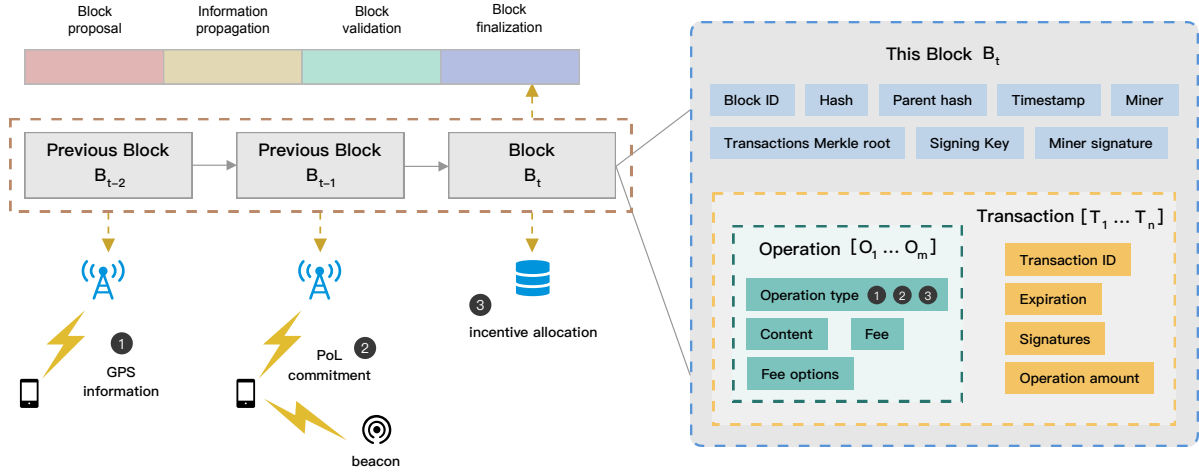 Block
proposal
Information
propagation
Block
validation
Block
finalization
Previous Block
B_{t-2}
Previous Block
B_{t-1}
Block
B_t
1
GPS
information
PoL
commitment
2
beacon
3
incentive allocation
This Block B_t
Block ID
Hash
Parent hash
Timestamp
Miner
Transactions Merkle root
Signing Key
Miner signature
Transaction [T_1 ... T_n]
Operation [O_1 ... O_m]
Operation type 1 2 3
Content
Fee
Fee options
Transaction ID
Expiration
Signatures
Operation amount